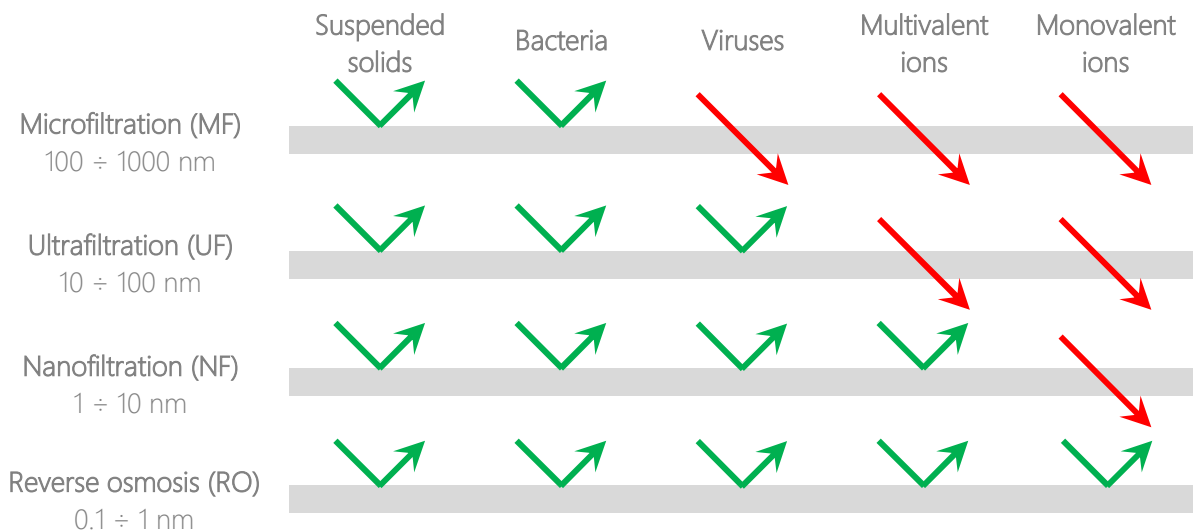 Suspended
solids
Bacteria
Viruses
Multivalent
ions
Monovalent
ions
Microfiltration (MF)
100 ÷ 1000 nm
Ultrafiltration (UF)
10 ÷ 100 nm
Nanofiltration (NF)
1 ÷ 10 nm
Reverse osmosis (RO)
0.1 ÷ 1 nm